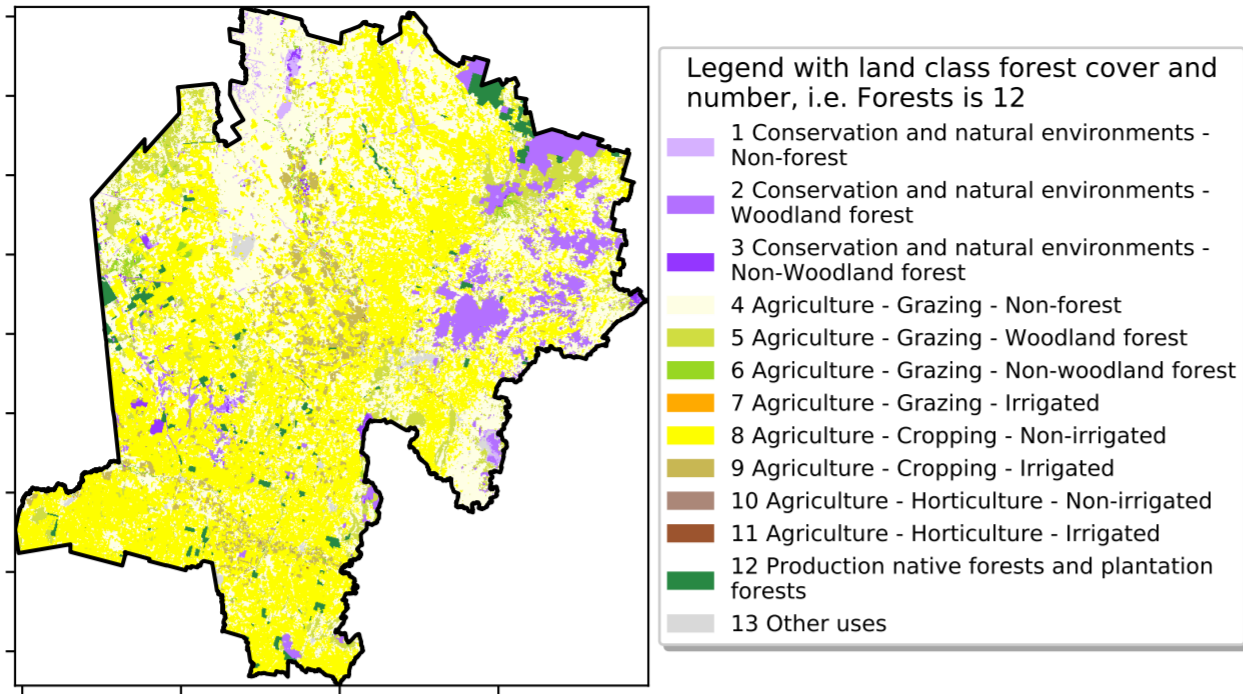 Legend with land class forest cover and
number, i.e. Forests is 12
1 Conservation and natural environments -
Non-forest
2 Conservation and natural environments -
Woodland forest
3 Conservation and natural environments -
Non-Woodland forest
4 Agriculture - Grazing - Non-forest
5 Agriculture - Grazing - Woodland forest
6 Agriculture - Grazing - Non-woodland forest
7 Agriculture - Grazing - Irrigated
8 Agriculture - Cropping - Non-irrigated
9 Agriculture - Cropping - Irrigated
10 Agriculture - Horticulture - Non-irrigated
11 Agriculture - Horticulture - Irrigated
12 Production native forests and plantation
forests
13 Other uses